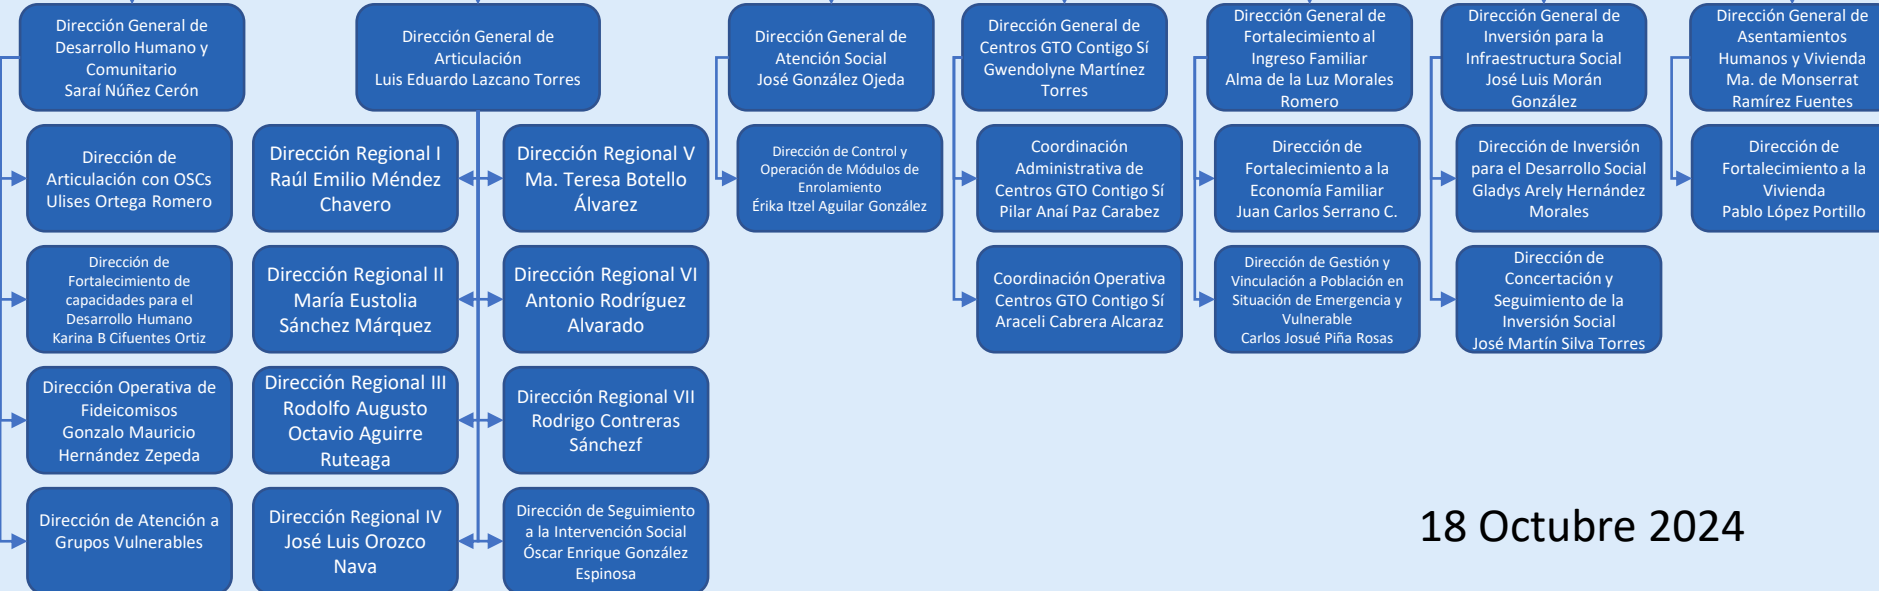 Dirección General de
Desarrollo Humano y
Comunitario
Saraí Núñez Cerón
Dirección General de
Articulación
Luis Eduardo Lazcano Torres
Dirección General de
Atención Social
José González Ojeda
Dirección General de
Centros GTO Contigo Sí
Gwendolyne Martínez
Torres
Dirección General de
Fortalecimiento al
Ingreso Familiar
Alma de la Luz Morales
Romero
Dirección General de
Inversión para la
Infraestructura Social
José Luis Morán
González
Dirección General de
Asentamientos
Humanos y Vivienda
Ma. de Monserrat
Ramírez Fuentes
Dirección de
Articulación con OSCs
Ulises Ortega Romero
Dirección Regional I
Raúl Emilio Méndez
Chavero
Dirección Regional V
Ma. Teresa Botello
Álvarez
Dirección de Control y
Operación de Módulos de
Enrolamiento
Érika Itzel Aguilar González
Coordinación
Administrativa de
Centros GTO Contigo Sí
Pilar Anaí Paz Carabez
Dirección de
Fortalecimiento a la
Economía Familiar
Juan Carlos Serrano C.
Dirección de Inversión
para el Desarrollo Social
Gladys Arely Hernández
Morales
Dirección de
Fortalecimiento a la
Vivienda
Pablo López Portillo
Dirección de
Fortalecimiento de
capacidades para el
Desarrollo Humano
Karina B Cifuentes Ortiz
Dirección Regional II
María Eustolia
Sánchez Márquez
Dirección Regional VI
Antonio Rodríguez
Alvarado
Coordinación Operativa
Centros GTO Contigo Sí
Araceli Cabrera Alcaraz
Dirección de Gestión y
Vinculación a Población en
Situación de Emergencia y
Vulnerable
Carlos Josué Piña Rosas
Dirección de
Concertación y
Seguimiento de la
Inversión Social
José Martín Silva Torres
Dirección Operativa de
Fideicomisos
Gonzalo Mauricio
Hernández Zepeda
Dirección Regional III
Rodolfo Augusto
Octavio Aguirre
Ruteaga
Dirección Regional VII
Rodrigo Contreras
Sánchezf
Dirección de Atención a
Grupos Vulnerables
Dirección Regional IV
José Luis Orozco
Nava
Dirección de Seguimiento
a la Intervención Social
Óscar Enrique González
Espinosa
18 Octubre 2024